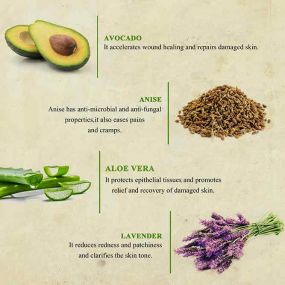 AVOCADO
It accelerates wound healing and repairs damaged skin.
ANISE
Anise has anti-microbial and anti-fungal
properties,it also eases pains
and cramps.
ALOE VERA
It protects epithelial tissues and promotes
relief and recovery of damaged skin.
LAVENDER
It reduces redness and patchiness
and clarifies the skin tone.